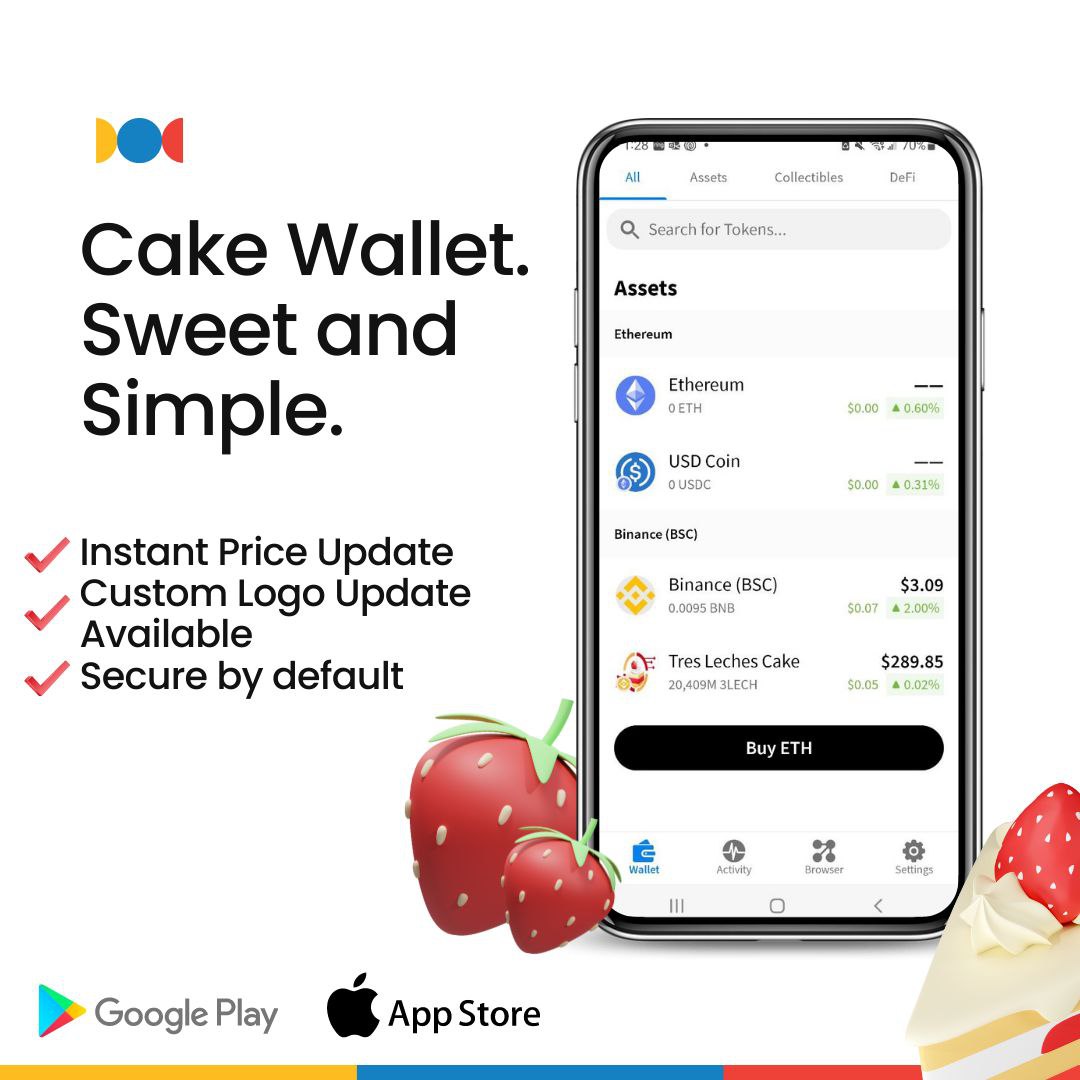 Cake Wallet.
Sweet and
Simple.
Instant Price Update
Custom Logo Update
Available
Secure by default
Google Play
App Store
1:28
70%
All
Assets
Collectibles
DeFi
Search for Tokens...
Assets
Ethereum
Ethereum
——
0 ETH
$0.00
▲ 0.60%
USD Coin
——
0 USDC
$0.00
▲ 0.31%
Binance (BSC)
Binance (BSC)
$3.09
0.0095 BNB
$0.07
▲ 2.00%
Tres Leches Cake
$289.85
20,409M 3LECH
$0.05
▲ 0.02%
Buy ETH
Wallet
Activity
Browser
Settings